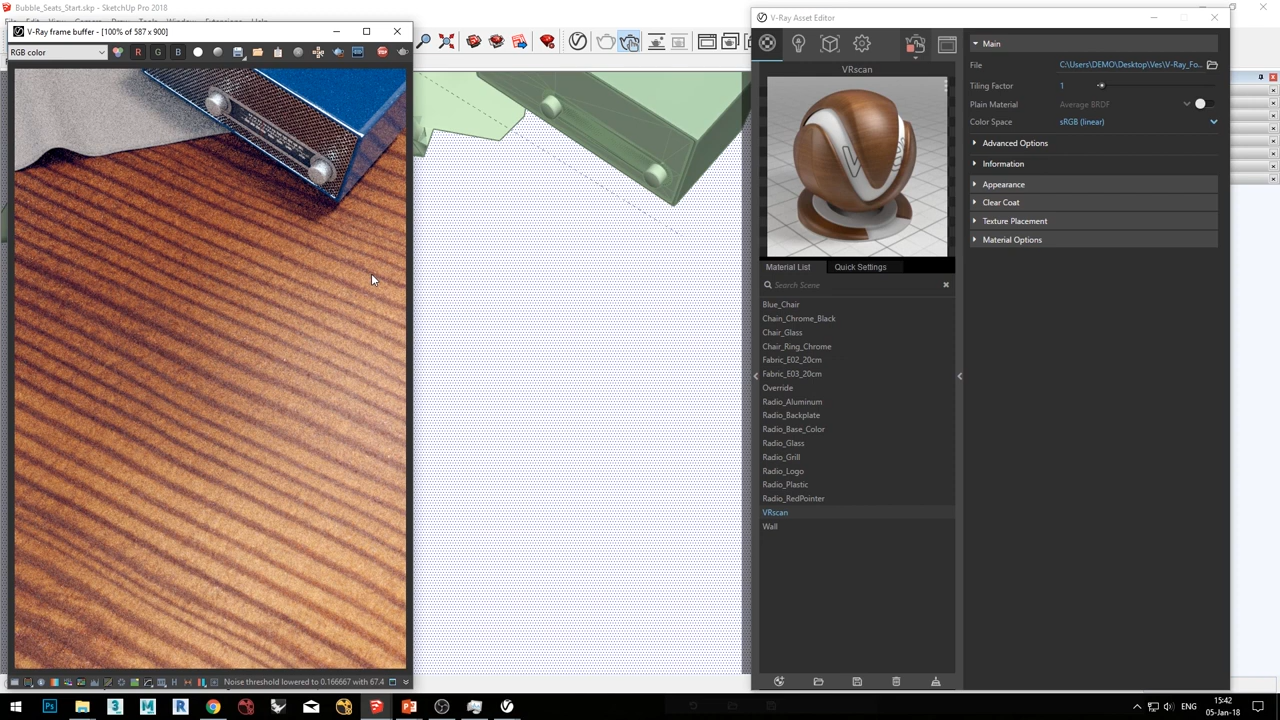 Bubble_Seats_Start.skp - SketchUp Pro 2018
V-Ray frame buffer - [100% of 587 x 900]
RGB color
R
G
B
Noise threshold lowered to 0.166667 with 67.4
V-Ray Asset Editor
VRscan
Material List
Quick Settings
Search Scene
Blue_Chair
Chain_Chrome_Black
Chair_Glass
Chair_Ring_Chrome
Fabric_E02_20cm
Fabric_E03_20cm
Override
Radio_Aluminum
Radio_Backplate
Radio_Base_Color
Radio_Glass
Radio_Grill
Radio_Logo
Radio_Plastic
Radio_RedPointer
VRscan
Wall
Main
File
C:\Users\DEMO\Desktop\Ves\V-Ray_Fo...
Tiling Factor
1
Plain Material
Average BRDF
Color Space
sRGB (linear)
Advanced Options
Information
Appearance
Clear Coat
Texture Placement
Material Options
ENG
15:42
05-Jan-18